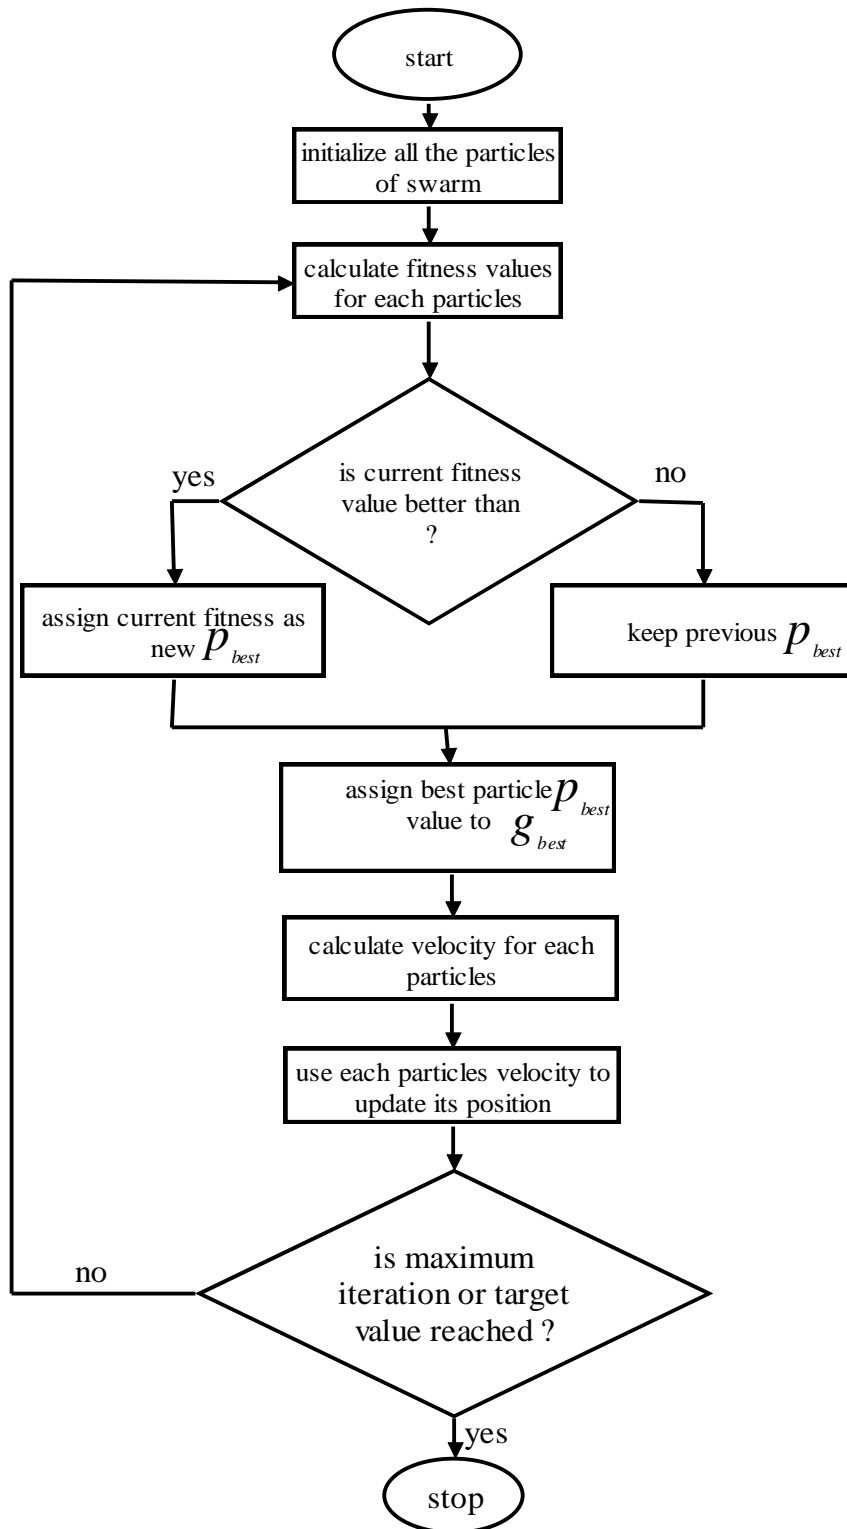 start
initialize all the particles
of swarm
calculate fitness values
for each particles
is current fitness
value better than
?
yes
no
assign current fitness as
new p_best
keep previous p_best
assign best particle p_best
value to g_best
calculate velocity for each
particles
use each particles velocity to
update its position
is maximum
iteration or target
value reached ?
no
yes
stop